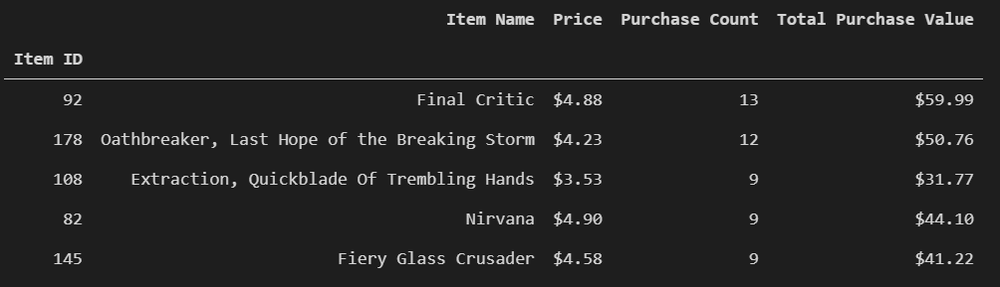 Item Name Price Purchase Count Total Purchase Value
Item ID
92 Final Critic $4.88 13 $59.99
178 Oathbreaker, Last Hope of the Breaking Storm $4.23 12 $50.76
108 Extraction, Quickblade Of Trembling Hands $3.53 9 $31.77
82 Nirvana $4.90 9 $44.10
145 Fiery Glass Crusader $4.58 9 $41.22